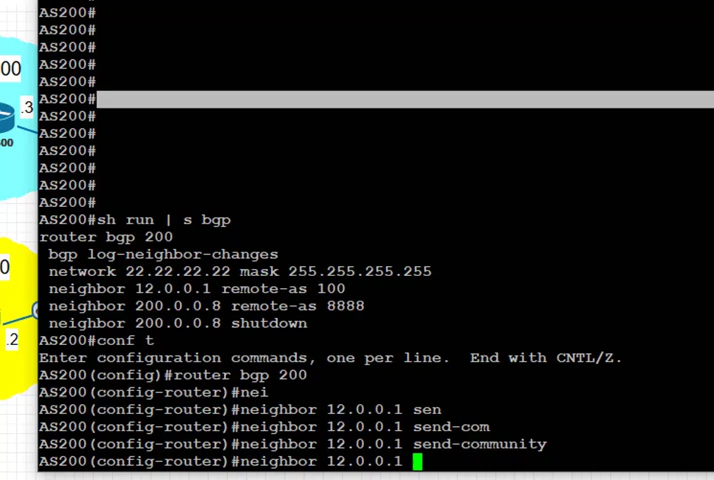 AS200#
AS200#
AS200#
00
AS200#
AS200#
AS200#
.3
AS200#
AS200#
00
AS200#
AS200#
AS200#
AS200#
AS200#sh run | s bgp
router bgp 200
bgp log-neighbor-changes
network 22.22.22.22 mask 255.255.255.255
0
neighbor 12.0.0.1 remote-as 100
neighbor 200.0.0.8 remote-as 8888
neighbor 200.0.0.8 shutdown
.2
AS200#conf t
Enter configuration commands, one per line.  End with CNTL/Z.
AS200(config)#router bgp 200
AS200(config-router)#nei
AS200(config-router)#neighbor 12.0.0.1 sen
AS200(config-router)#neighbor 12.0.0.1 send-com
AS200(config-router)#neighbor 12.0.0.1 send-community
AS200(config-router)#neighbor 12.0.0.1